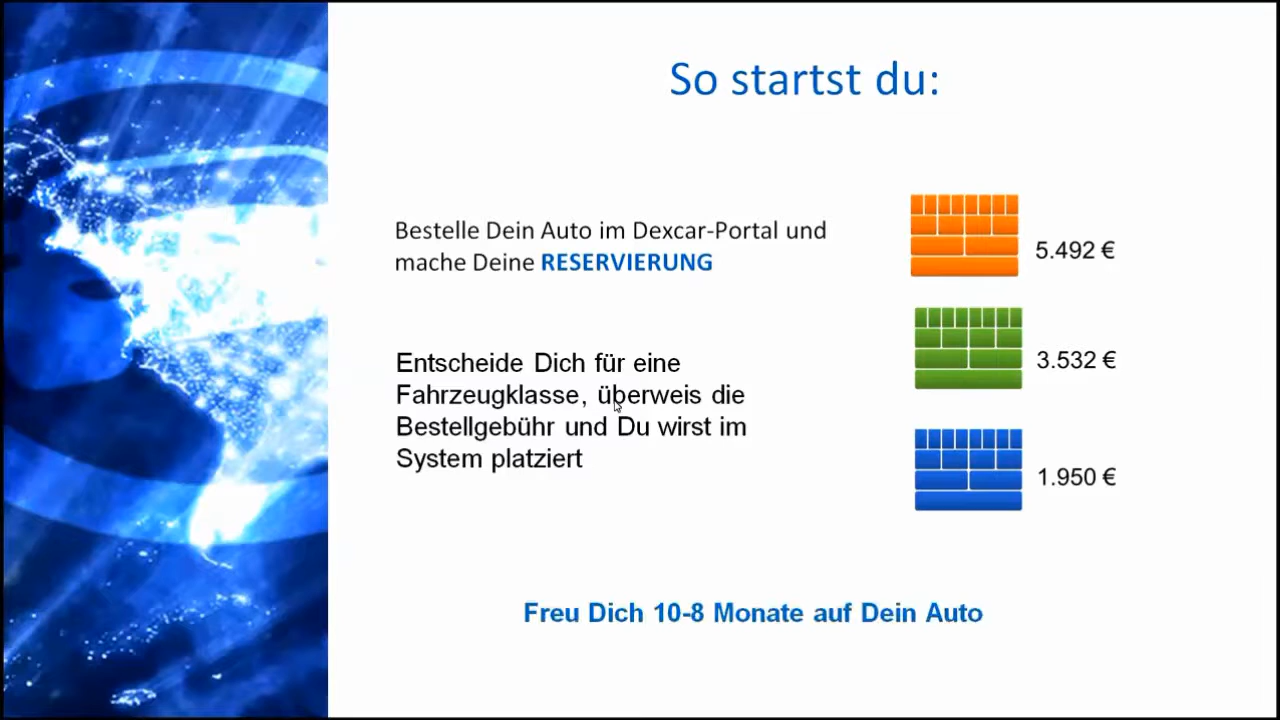 So startst du:
Bestelle Dein Auto im Dexcar-Portal und
mache Deine RESERVIERUNG
5.492 €
Entscheide Dich für eine
Fahrzeugklasse, überweis die
Bestellgebühr und Du wirst im
System platziert
3.532 €
1.950 €
Freu Dich 10-8 Monate auf Dein Auto